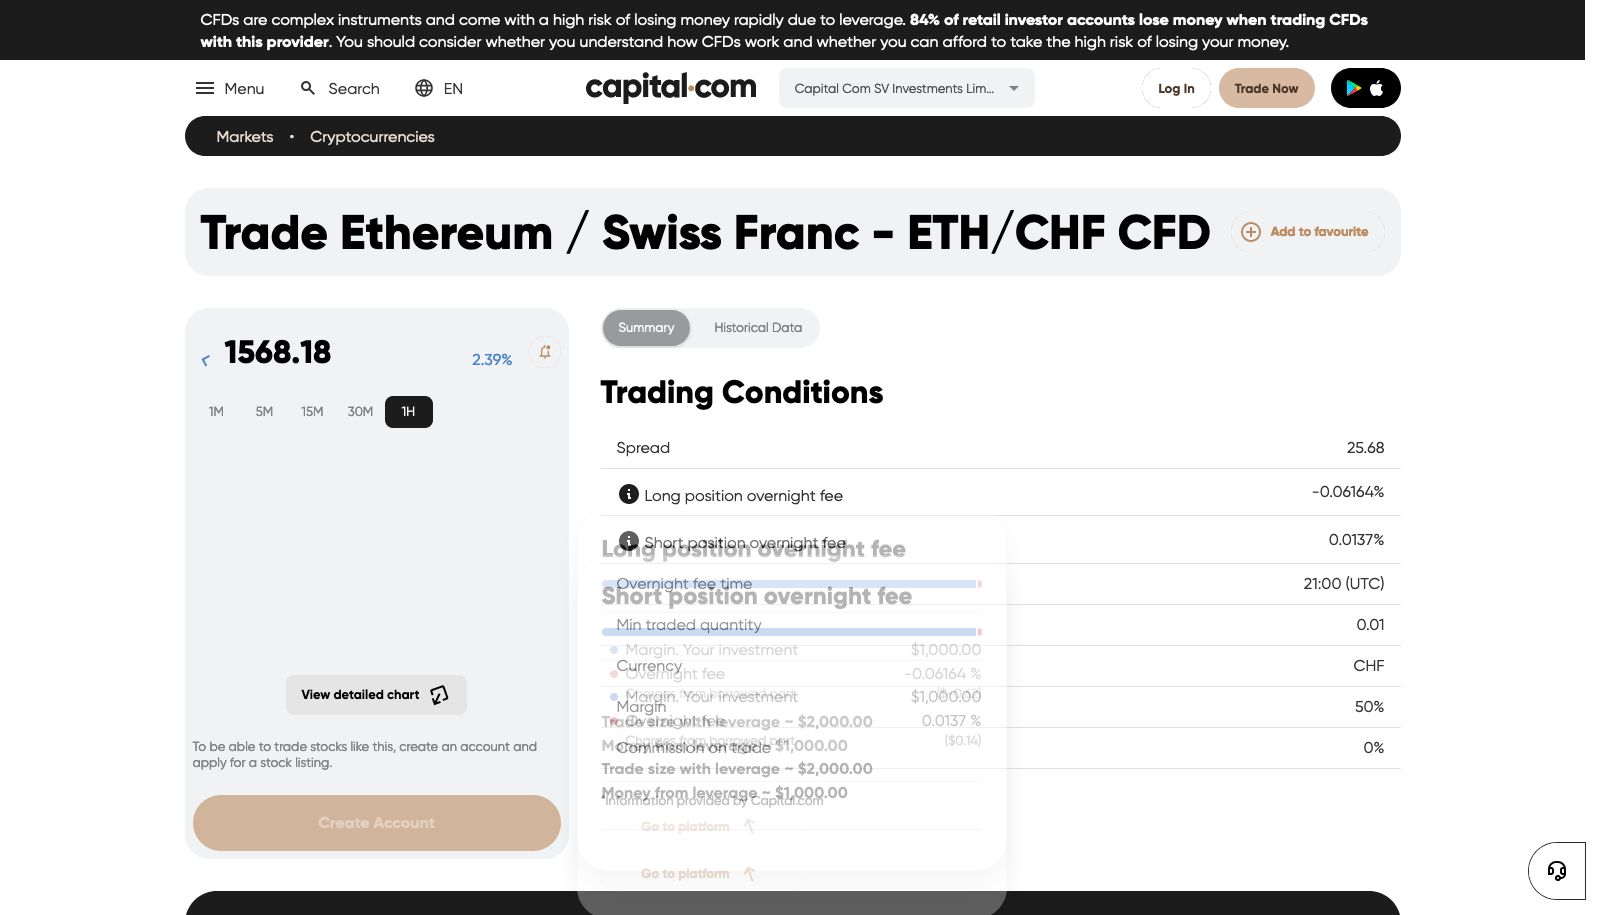 CFDs are complex instruments and come with a high risk of losing money rapidly due to leverage. 84% of retail investor accounts lose money when trading CFDs
with this provider. You should consider whether you understand how CFDs work and whether you can afford to take the high risk of losing your money.
Menu
Search
EN
capital.com
Capital Com SV Investments Lim...
Log In
Trade Now
Markets • Cryptocurrencies
Trade Ethereum / Swiss Franc - ETH/CHF CFD
Add to favourite
1568.18
2.39%
1M 5M 15M 30M 1H
View detailed chart
To be able to trade stocks like this, create an account and
apply for a stock listing.
Create Account
Summary
Historical Data
Trading Conditions
Spread 25.68
Long position overnight fee -0.06164%
Short position overnight fee 0.0137%
Overnight fee time 21:00 (UTC)
Min traded quantity 0.01
Currency CHF
Margin 50%
Commission on trade 0%
Long position overnight fee
Margin. Your investment $1,000.00
Overnight fee -0.06164 %
Charges from borrowed part
Trade size with leverage ~ $2,000.00
Money from leverage ~ $1,000.00
Go to platform
Short position overnight fee
Margin. Your investment $1,000.00
Overnight fee 0.0137 %
Charges from borrowed part ($0.14)
Trade size with leverage ~ $2,000.00
Money from leverage ~ $1,000.00
*Information provided by Capital.com
Go to platform